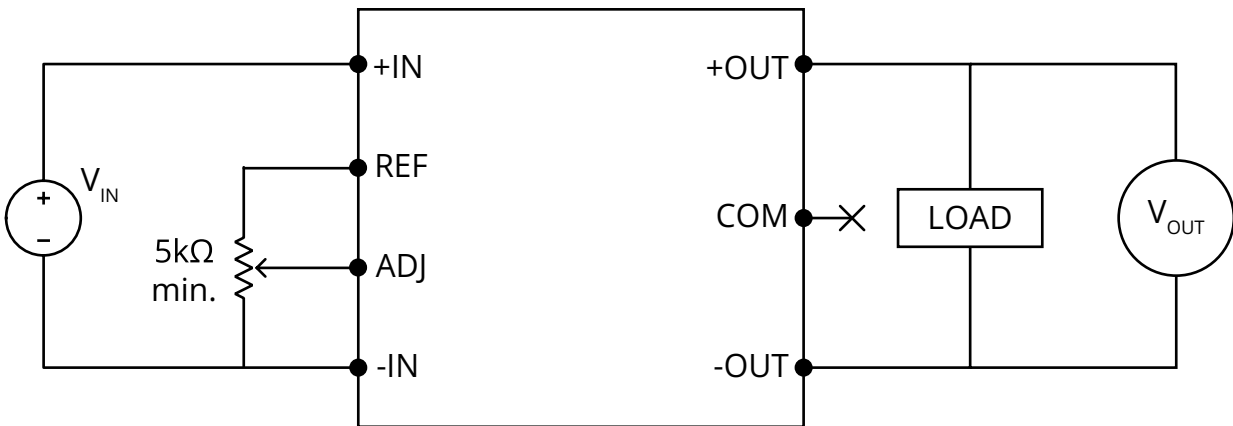 +IN
+OUT
REF
V_IN
COM
LOAD
V_OUT
5kΩ
min.
ADJ
-IN
-OUT
+
–